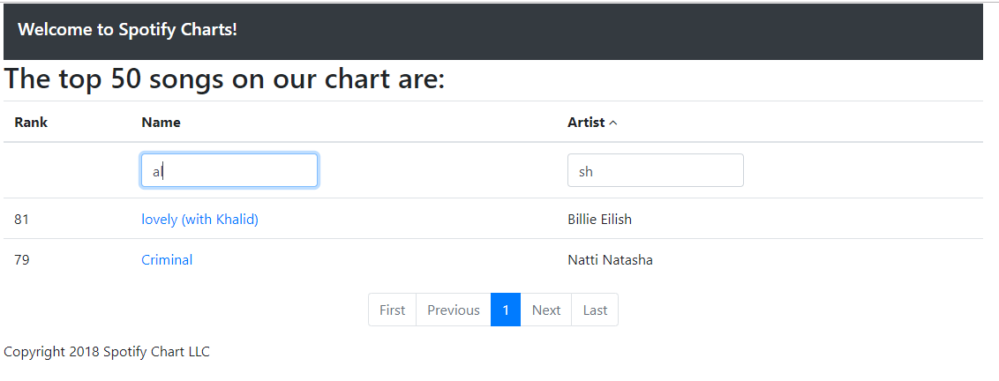 Welcome to Spotify Charts!
The top 50 songs on our chart are:
Rank Name Artist
al sh
81 lovely (with Khalid) Billie Eilish
79 Criminal Natti Natasha
First Previous 1 Next Last
Copyright 2018 Spotify Chart LLC